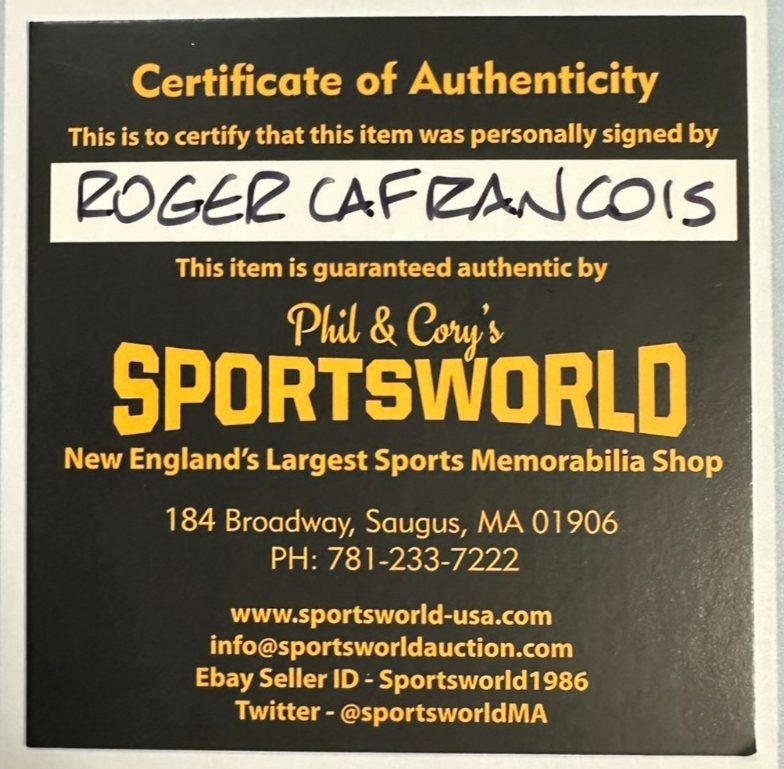 Certificate of Authenticity
This is to certify that this item was personally signed by
ROGER CAFRANCOIS
This item is guaranteed authentic by
Phil & Cory's
SPORTSWORLD
New England's Largest Sports Memorabilia Shop
184 Broadway, Saugus, MA 01906
PH: 781-233-7222
www.sportsworld-usa.com
info@sportsworldauction.com
Ebay Seller ID - Sportsworld1986
Twitter - @sportsworldMA